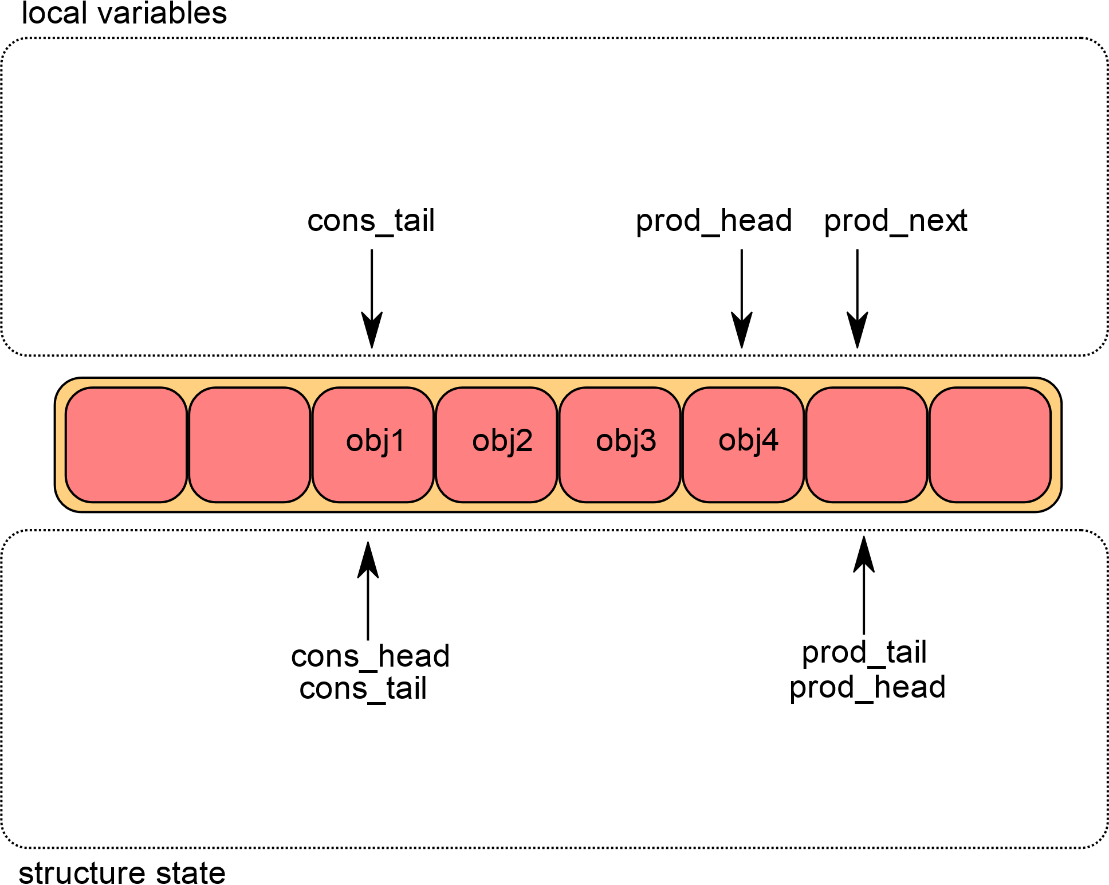 local variables
cons_tail
prod_head
prod_next
obj1
obj2
obj3
obj4
cons_head
cons_tail
prod_tail
prod_head
structure state